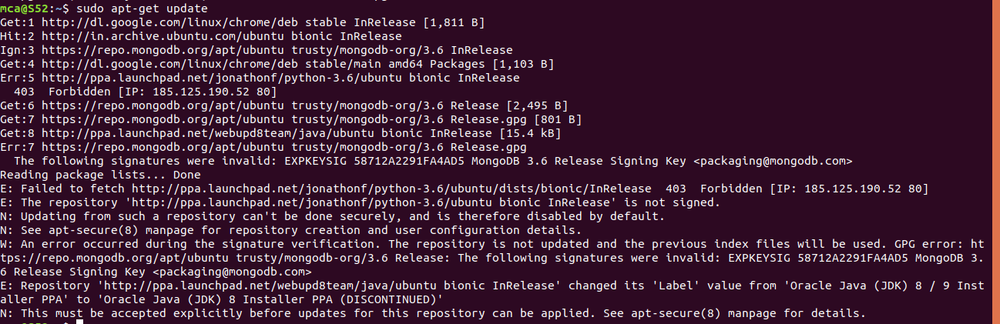 mca@S52:~$ sudo apt-get update
Get:1 http://dl.google.com/linux/chrome/deb stable InRelease [1,811 B]
Hit:2 http://in.archive.ubuntu.com/ubuntu bionic InRelease
Ign:3 https://repo.mongodb.org/apt/ubuntu trusty/mongodb-org/3.6 InRelease
Get:4 http://dl.google.com/linux/chrome/deb stable/main amd64 Packages [1,103 B]
Err:5 http://ppa.launchpad.net/jonathonf/python-3.6/ubuntu bionic InRelease
  403  Forbidden [IP: 185.125.190.52 80]
Get:6 https://repo.mongodb.org/apt/ubuntu trusty/mongodb-org/3.6 Release [2,495 B]
Get:7 https://repo.mongodb.org/apt/ubuntu trusty/mongodb-org/3.6 Release.gpg [801 B]
Get:8 http://ppa.launchpad.net/webupd8team/java/ubuntu bionic InRelease [15.4 kB]
Err:7 https://repo.mongodb.org/apt/ubuntu trusty/mongodb-org/3.6 Release.gpg
  The following signatures were invalid: EXPKEYSIG 58712A2291FA4AD5 MongoDB 3.6 Release Signing Key <packaging@mongodb.com>
Reading package lists... Done
E: Failed to fetch http://ppa.launchpad.net/jonathonf/python-3.6/ubuntu/dists/bionic/InRelease  403  Forbidden [IP: 185.125.190.52 80]
E: The repository 'http://ppa.launchpad.net/jonathonf/python-3.6/ubuntu bionic InRelease' is not signed.
N: Updating from such a repository can't be done securely, and is therefore disabled by default.
N: See apt-secure(8) manpage for repository creation and user configuration details.
W: An error occurred during the signature verification. The repository is not updated and the previous index files will be used. GPG error: ht
tps://repo.mongodb.org/apt/ubuntu trusty/mongodb-org/3.6 Release: The following signatures were invalid: EXPKEYSIG 58712A2291FA4AD5 MongoDB 3.
6 Release Signing Key <packaging@mongodb.com>
E: Repository 'http://ppa.launchpad.net/webupd8team/java/ubuntu bionic InRelease' changed its 'Label' value from 'Oracle Java (JDK) 8 / 9 Inst
aller PPA' to 'Oracle Java (JDK) 8 Installer PPA (DISCONTINUED)'
N: This must be accepted explicitly before updates for this repository can be applied. See apt-secure(8) manpage for details.